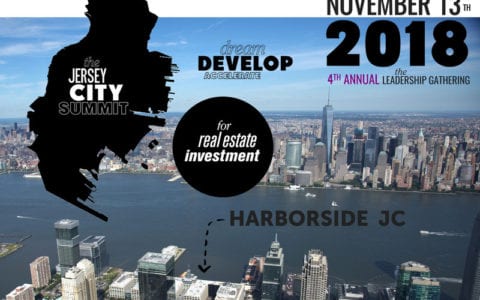 NOVEMBER 13TH
2018
4TH ANNUAL the LEADERSHIP GATHERING
dream
DEVELOP
ACCELERATE
the
JERSEY
CITY
SUMMIT
for
real estate
investment
HARBORSIDE JC